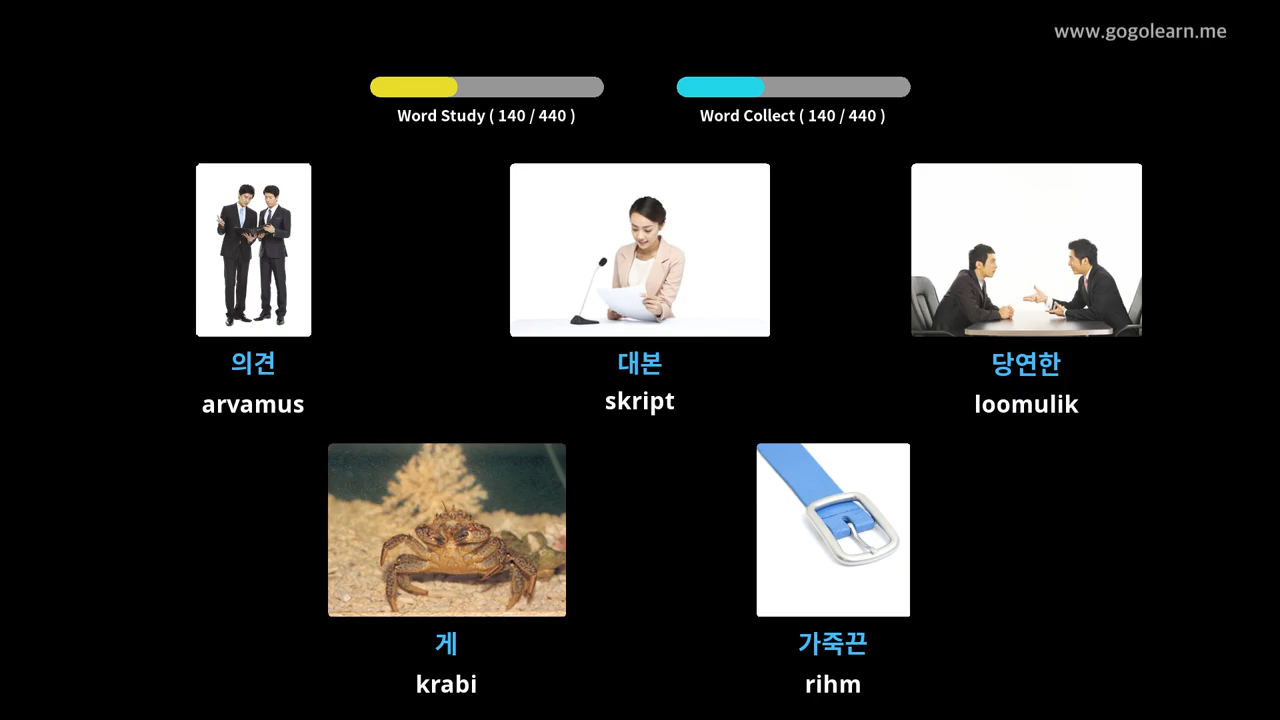 www.gogolearn.me
Word Study ( 140 / 440 )
Word Collect ( 140 / 440 )
의견
arvamus
대본
skript
당연한
loomulik
게
krabi
가죽끈
rihm